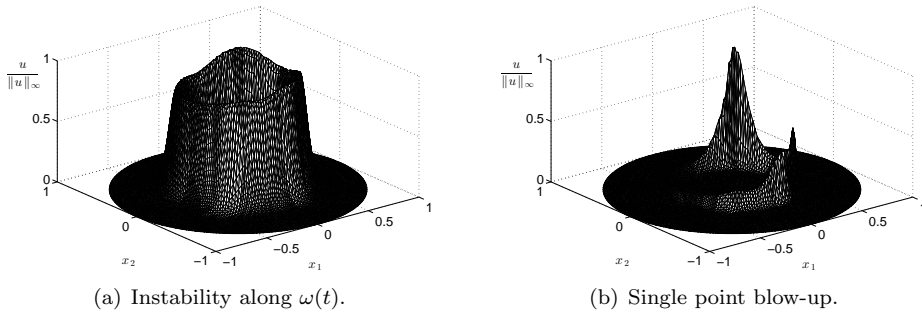 1
0.5
0
u
‖u‖∞
1
0
−1
x₂
−1
−0.5
0
0.5
1
x₁
(a) Instability along ω(t).
1
0.5
0
u
‖u‖∞
1
0
−1
x₂
−1
−0.5
0
0.5
1
x₁
(b) Single point blow-up.